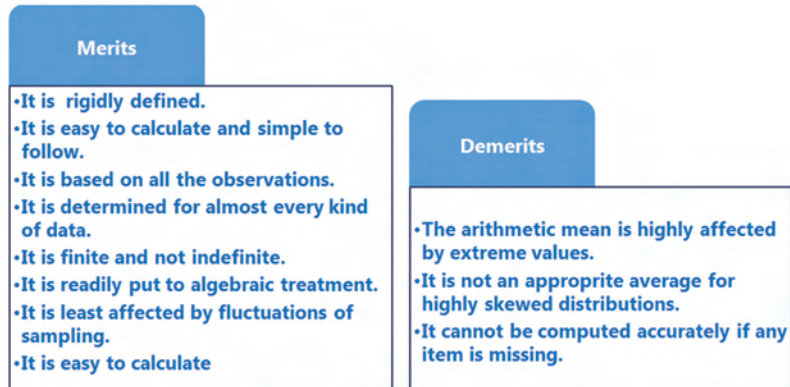 Merits
•It is rigidly defined.
•It is easy to calculate and simple to
follow.
•It is based on all the observations.
•It is determined for almost every kind
of data.
•It is finite and not indefinite.
•It is readily put to algebraic treatment.
•It is least affected by fluctuations of
sampling.
•It is easy to calculate
Demerits
•The arithmetic mean is highly affected
by extreme values.
•It is not an approprite average for
highly skewed distributions.
•It cannot be computed accurately if any
item is missing.